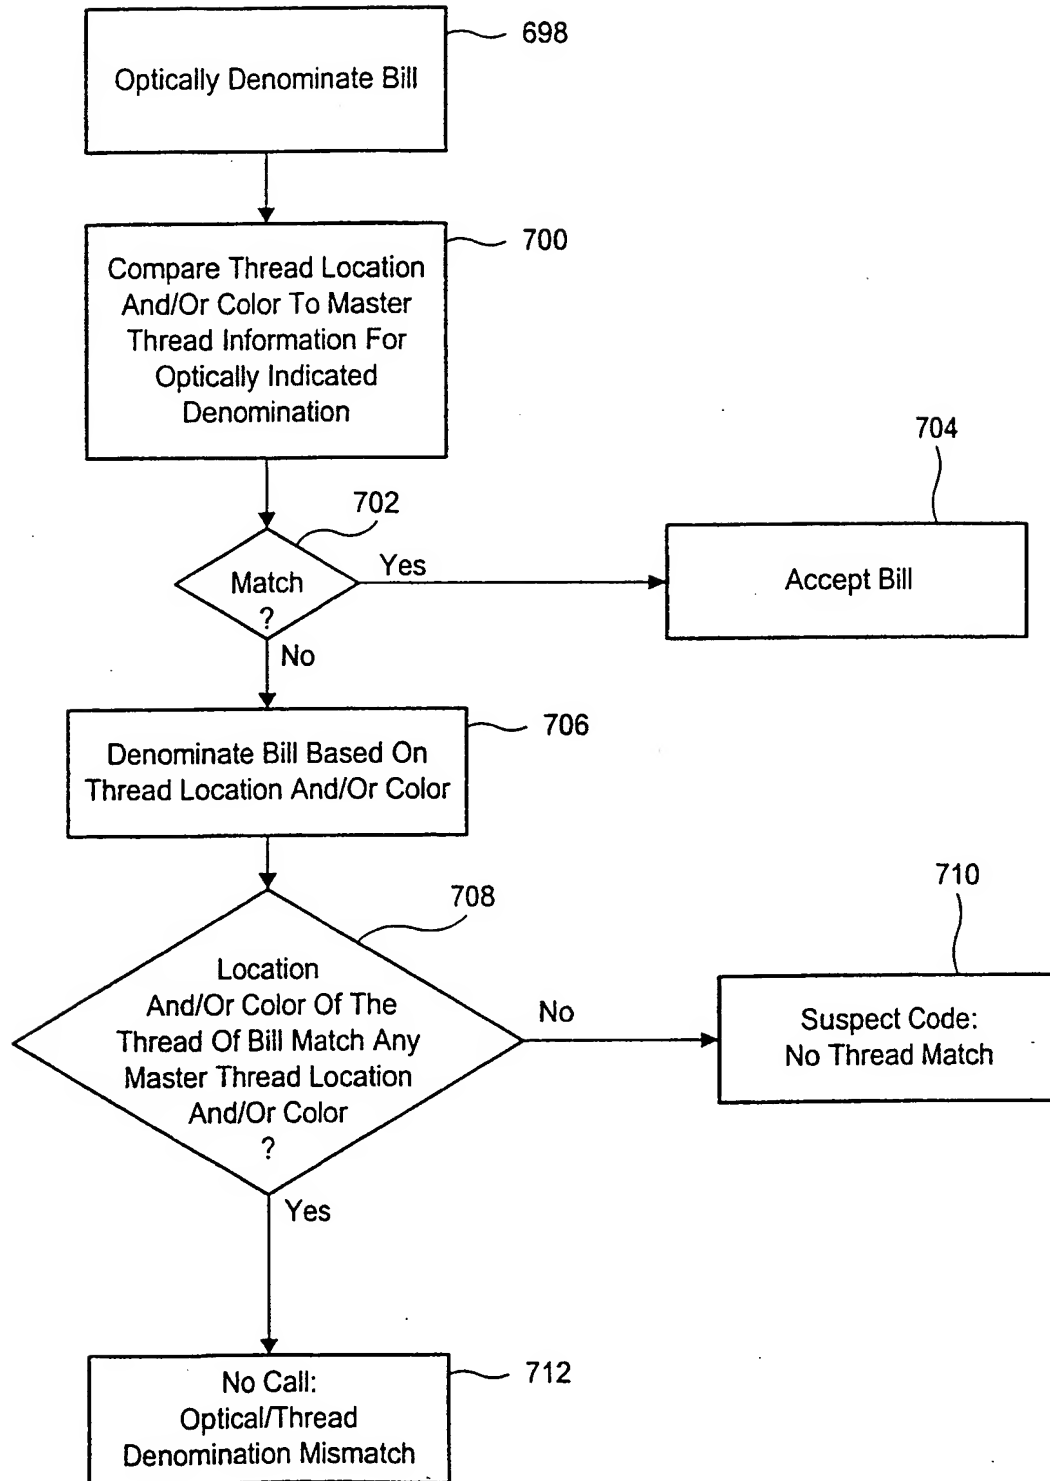 698
Optically Denominate Bill
700
Compare Thread Location
And/Or Color To Master
Thread Information For
Optically Indicated
Denomination
702
704
Match
?
Yes
Accept Bill
No
706
Denominate Bill Based On
Thread Location And/Or Color
708
710
Location
And/Or Color Of The
Thread Of Bill Match Any
Master Thread Location
And/Or Color
?
No
Suspect Code:
No Thread Match
Yes
712
No Call:
Optical/Thread
Denomination Mismatch